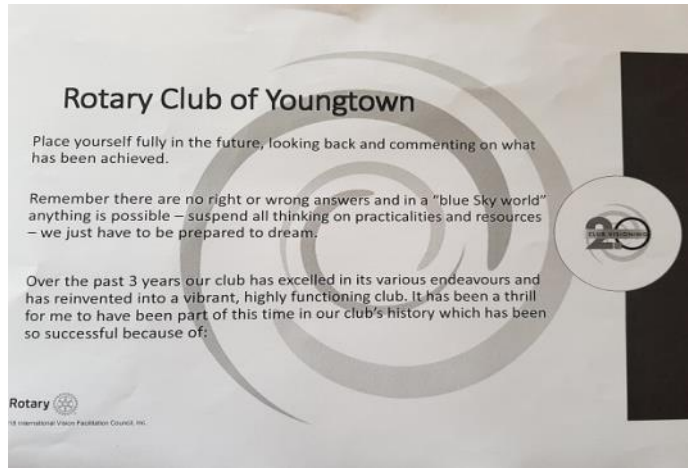 Rotary Club of Youngtown
Place yourself fully in the future, looking back and commenting on what
has been achieved.
Remember there are no right or wrong answers and in a "blue Sky world"
anything is possible – suspend all thinking on practicalities and resources
– we just have to be prepared to dream.
Over the past 3 years our club has excelled in its various endeavours and
has reinvented into a vibrant, highly functioning club. It has been a thrill
for me to have been part of this time in our club's history which has been
so successful because of:
20
CLUB VISIONING
Rotary
18 International Vision Facilitation Council, Inc.